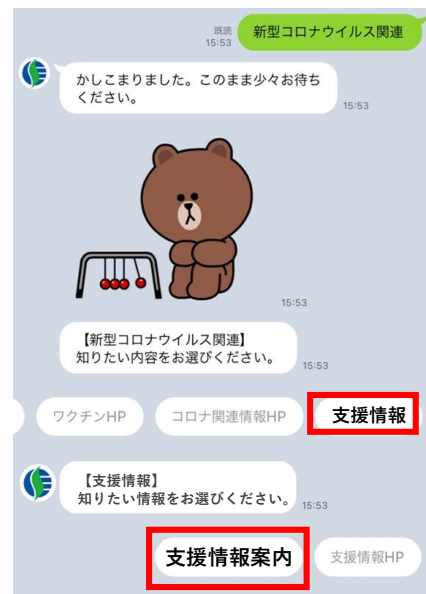 新型コロナウイルス関連
既読
15:53
かしこまりました。このまま少々お待ち
ください。
15:53
15:53
【新型コロナウイルス関連】
知りたい内容をお選びください。
15:53
ワクチンHP
コロナ関連情報HP
支援情報
【支援情報】
知りたい情報をお選びください。
15:53
支援情報案内
支援情報HP